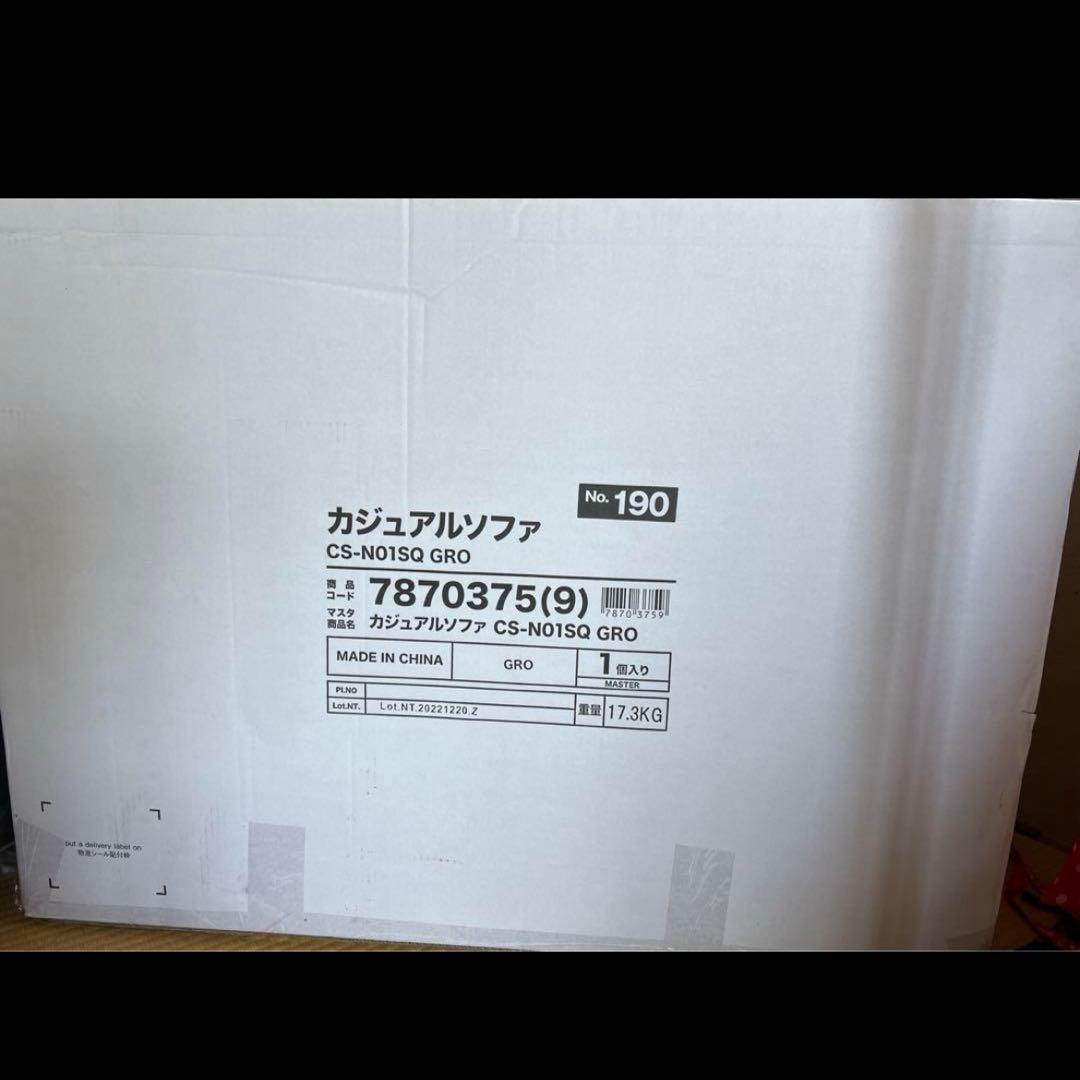 No. 190
カジュアルソファ
CS-N01SQ GRO
商品コード 7870375(9)
7870 3759
マスタ商品名 カジュアルソファ CS-N01SQ GRO
MADE IN CHINA GRO 1個入り
MASTER
PI.NO
Lot.NT. Lot.NT.20221220.Z 重量 17.3KG
put a delivery label on
物流シール貼付枠